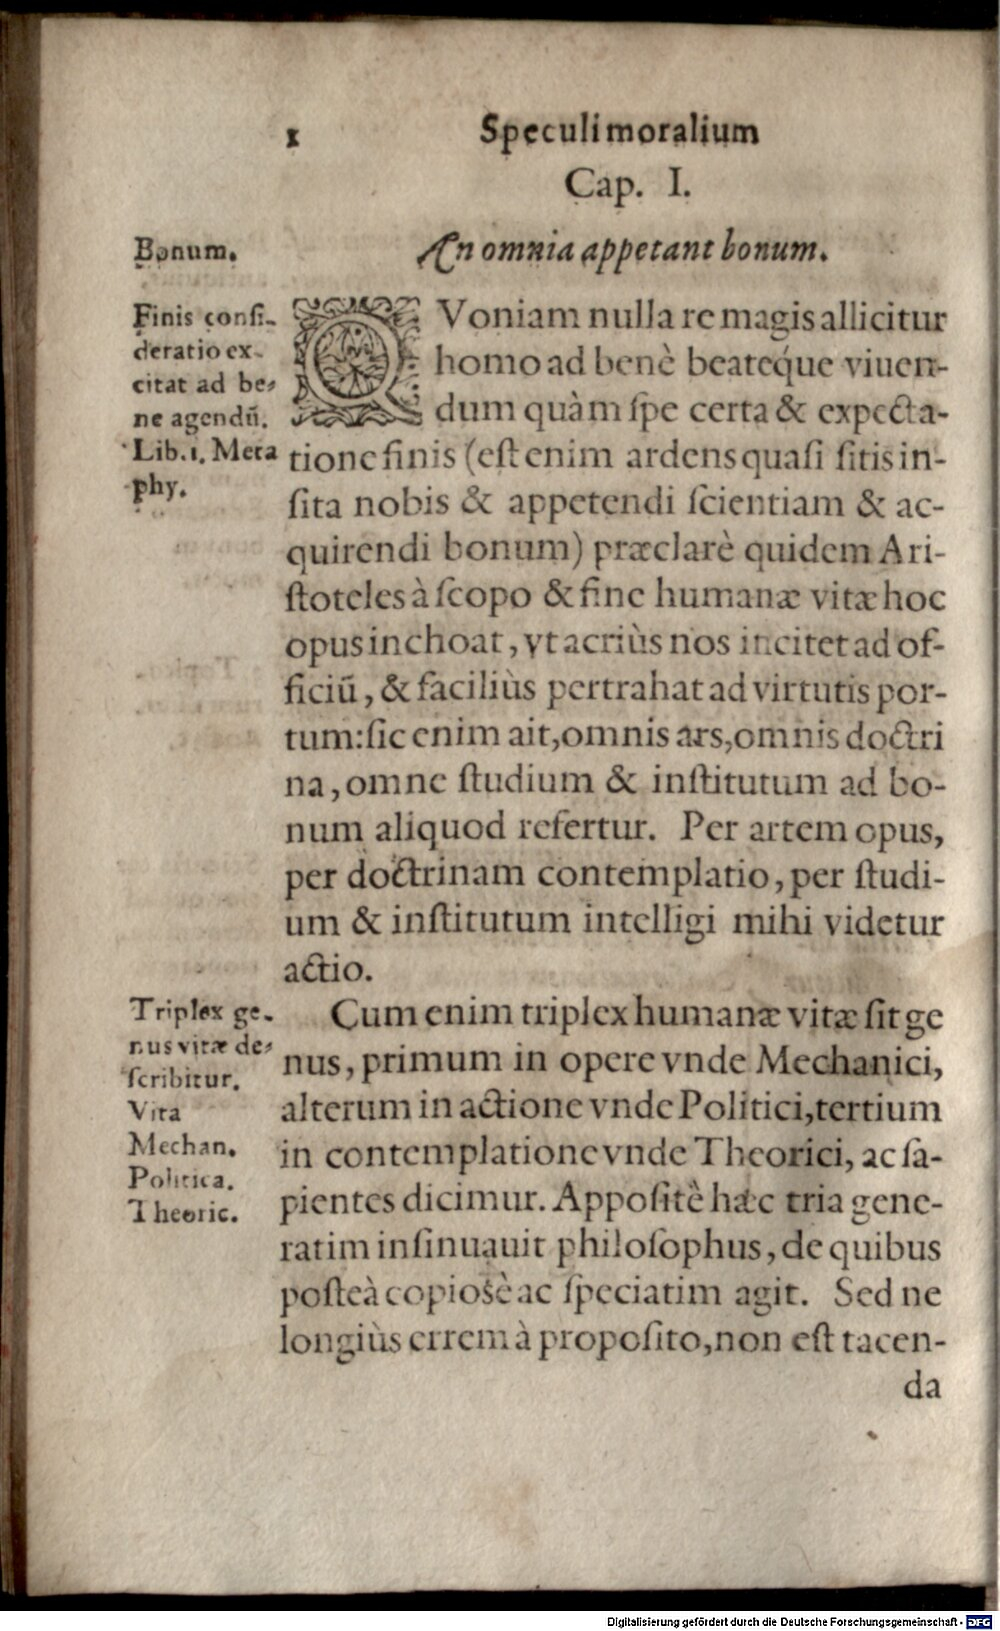 1 Speculi moralium
Cap. I.
An omnia appetant bonum.
Bonum.
Finis consi-
deratio ex-
citat ad be-
ne agendū.
Lib. 1. Meta
phy.
QVoniam nulla re magis allicitur
homo ad benè beateq́ue viuen-
dum quàm ſpe certa & expecta-
tione finis (eſt enim ardens quaſi ſitis in-
ſita nobis & appetendi ſcientiam & ac-
quirendi bonum) præclarè quidem Ari-
ſtoteles à ſcopo & fine humanæ vitæ hoc
opus inchoat, vt acriùs nos incitet ad of-
ficiū, & faciliùs pertrahat ad virtutis por-
tum: ſic enim ait, omnis ars, omnis doctri
na, omne ſtudium & inſtitutum ad bo-
num aliquod refertur. Per artem opus,
per doctrinam contemplatio, per ſtudi-
um & inſtitutum intelligi mihi videtur
actio.
Triplex ge-
nus vitæ de-
ſcribitur.
Vita
Mechan.
Politica.
Theoric.
Cum enim triplex humanæ vitæ ſit ge
nus, primum in opere vnde Mechanici,
alterum in actione vnde Politici, tertium
in contemplatione vnde Theorici, ac ſa-
pientes dicimur. Appoſitè hæc tria gene-
ratim inſinuauit philoſophus, de quibus
poſteà copiosè ac ſpeciatim agit. Sed ne
longiùs errem à propoſito, non eſt tacen-
da
Digitalisierung gefördert durch die Deutsche Forschungsgemeinschaft - DFG